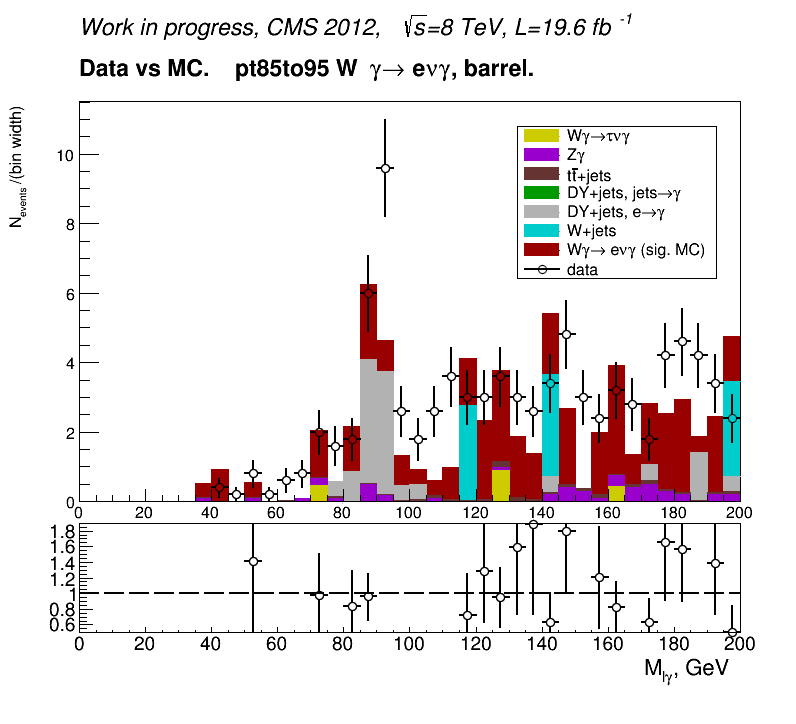 Work in progress, CMS 2012, √s=8 TeV, L=19.6 fb⁻¹
Data vs MC. pt85to95 W γ→ eνγ, barrel.
N_events /(bin width)
10
8
6
4
2
0
Wγ→τνγ
Zγ
tt̄+jets
DY+jets, jets→γ
DY+jets, e→γ
W+jets
Wγ→ eνγ (sig. MC)
data
0 20 40 60 80 100 120 140 160 180 200
1.8
1.6
1.4
1.2
1
0.8
0.6
0 20 40 60 80 100 120 140 160 180 200
M_lγ, GeV